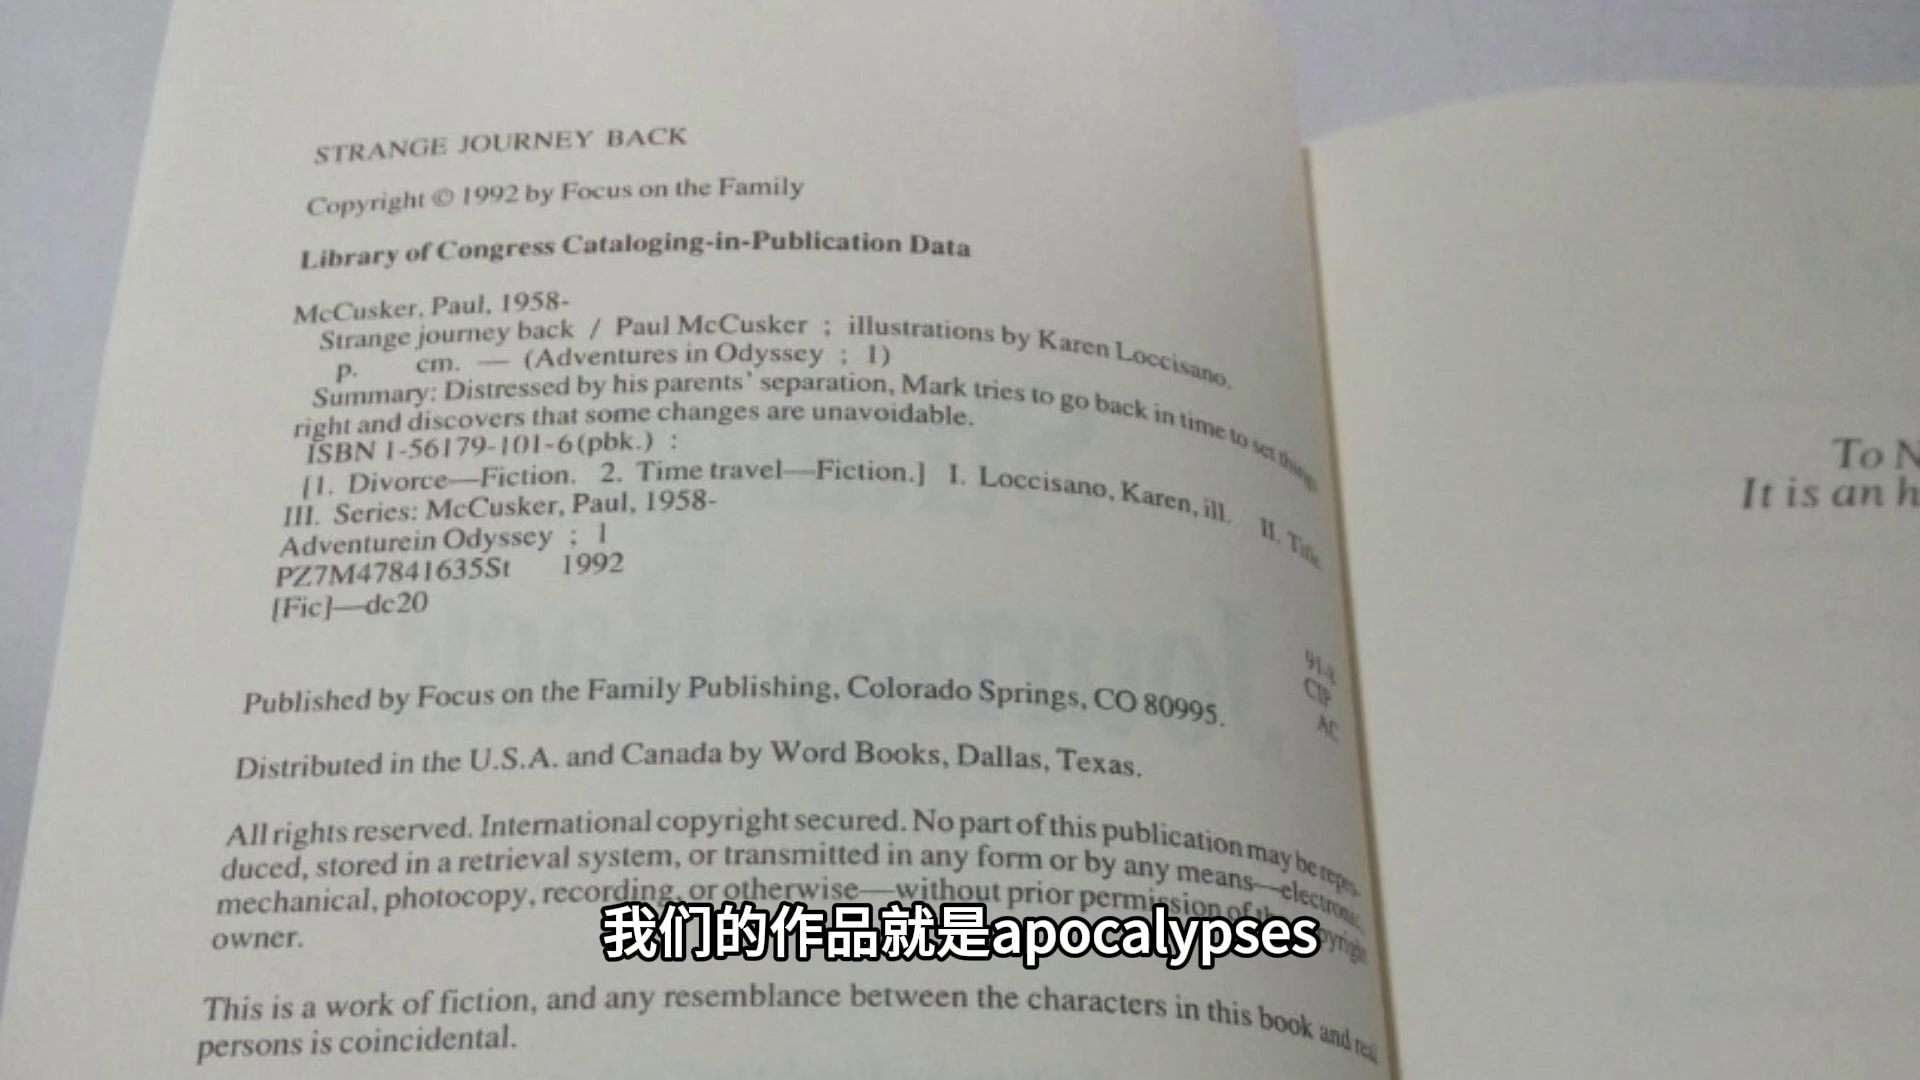 STRANGE JOURNEY BACK
Copyright © 1992 by Focus on the Family
Library of Congress Cataloging-in-Publication Data
McCusker, Paul, 1958-
Strange journey back / Paul McCusker ; illustrations by Karen Loccisano.
p. cm. — (Adventures in Odyssey ; 1)
Summary: Distressed by his parents' separation, Mark tries to go back in time to set things
right and discovers that some changes are unavoidable.
ISBN 1-56179-101-6(pbk.) :
[1. Divorce—Fiction. 2. Time travel—Fiction.] I. Loccisano, Karen, ill. II. Title.
III. Series: McCusker, Paul, 1958-
Adventurein Odyssey ; 1
PZ7M47841635St 1992
[Fic]—dc20
CIP
AC
Published by Focus on the Family Publishing, Colorado Springs, CO 80995.
Distributed in the U.S.A. and Canada by Word Books, Dallas, Texas.
All rights reserved. International copyright secured. No part of this publication may be repro-
duced, stored in a retrieval system, or transmitted in any form or by any means—electronic,
mechanical, photocopy, recording, or otherwise—without prior permission of
owner.
This is a work of fiction, and any resemblance between the characters in this book and real
persons is coincidental.
To N
It is an h
我们的作品就是apocalypses